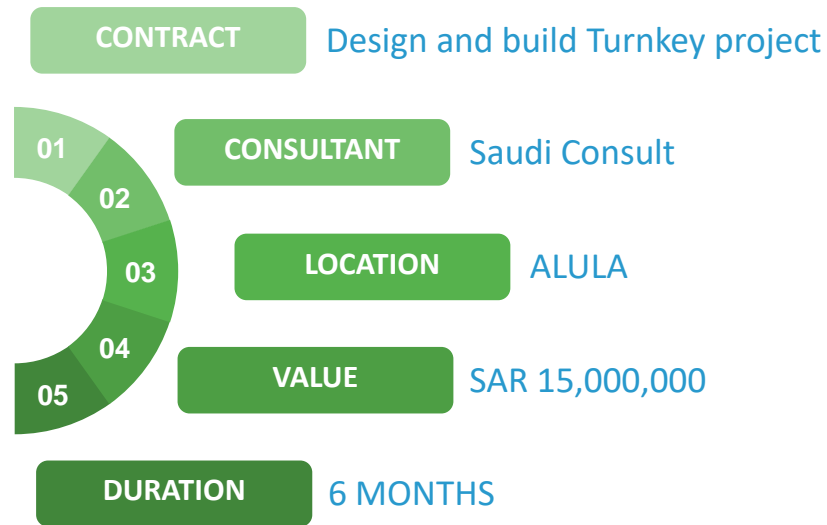 CONTRACT Design and build Turnkey project
01
CONSULTANT Saudi Consult
02
LOCATION ALULA
03
04
VALUE SAR 15,000,000
05
DURATION 6 MONTHS